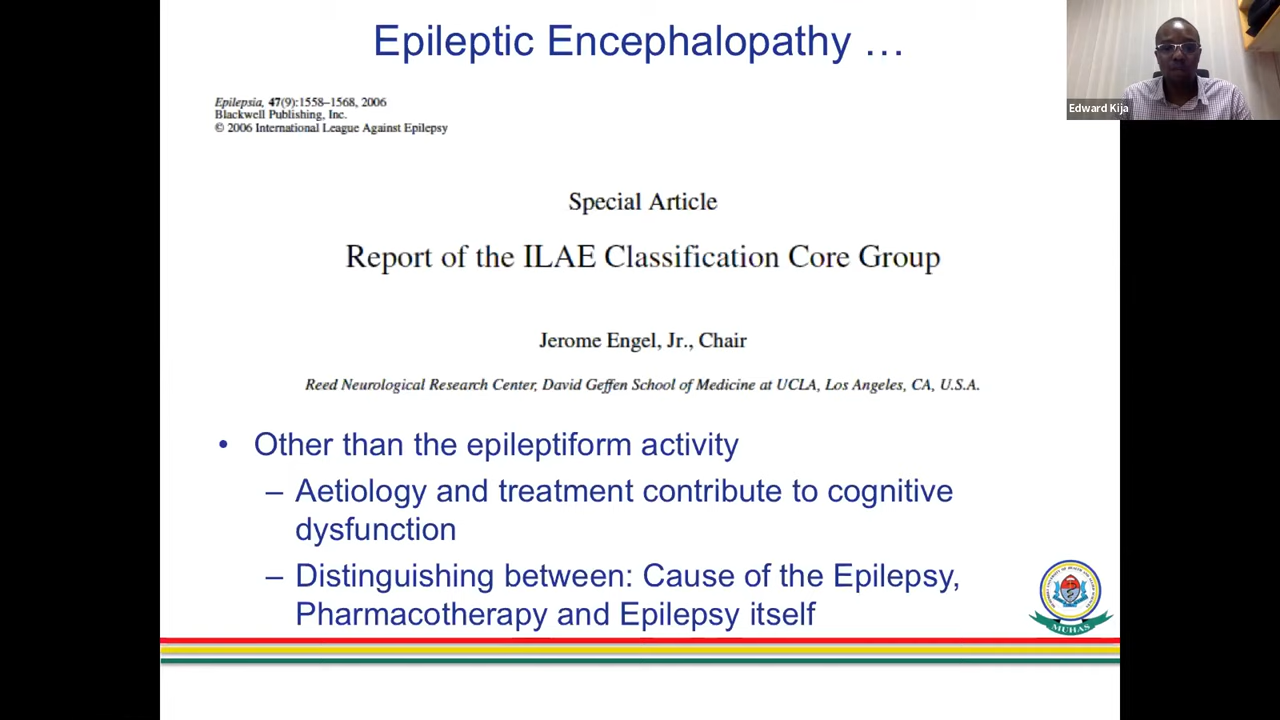 Epileptic Encephalopathy …
Epilepsia, 47(9):1558–1568, 2006
Blackwell Publishing, Inc.
© 2006 International League Against Epilepsy
Special Article
Report of the ILAE Classification Core Group
Jerome Engel, Jr., Chair
Reed Neurological Research Center, David Geffen School of Medicine at UCLA, Los Angeles, CA, U.S.A.
• Other than the epileptiform activity
– Aetiology and treatment contribute to cognitive
dysfunction
– Distinguishing between: Cause of the Epilepsy,
Pharmacotherapy and Epilepsy itself
MUHAS
Edward Kija